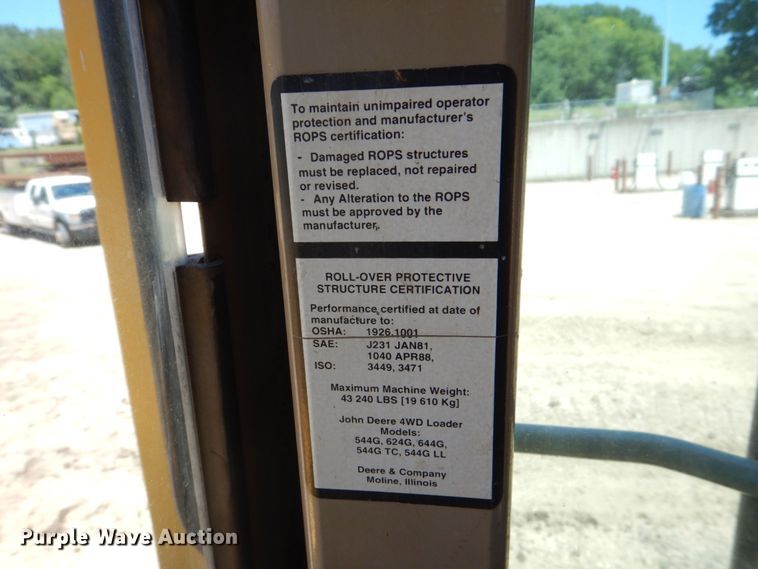 To maintain unimpaired operator
protection and manufacturer's
ROPS certification:
- Damaged ROPS structures
must be replaced, not repaired
or revised.
- Any Alteration to the ROPS
must be approved by the
manufacturer.
ROLL-OVER PROTECTIVE
STRUCTURE CERTIFICATION
Performance certified at date of
manufacture to:
OSHA: 1926.1001
SAE: J231 JAN81,
1040 APR88,
ISO: 3449, 3471
Maximum Machine Weight:
43 240 LBS [19 610 Kg]
John Deere 4WD Loader
Models:
544G, 624G, 644G,
544G TC, 544G LL
Deere & Company
Moline, Illinois
Purple Wave Auction